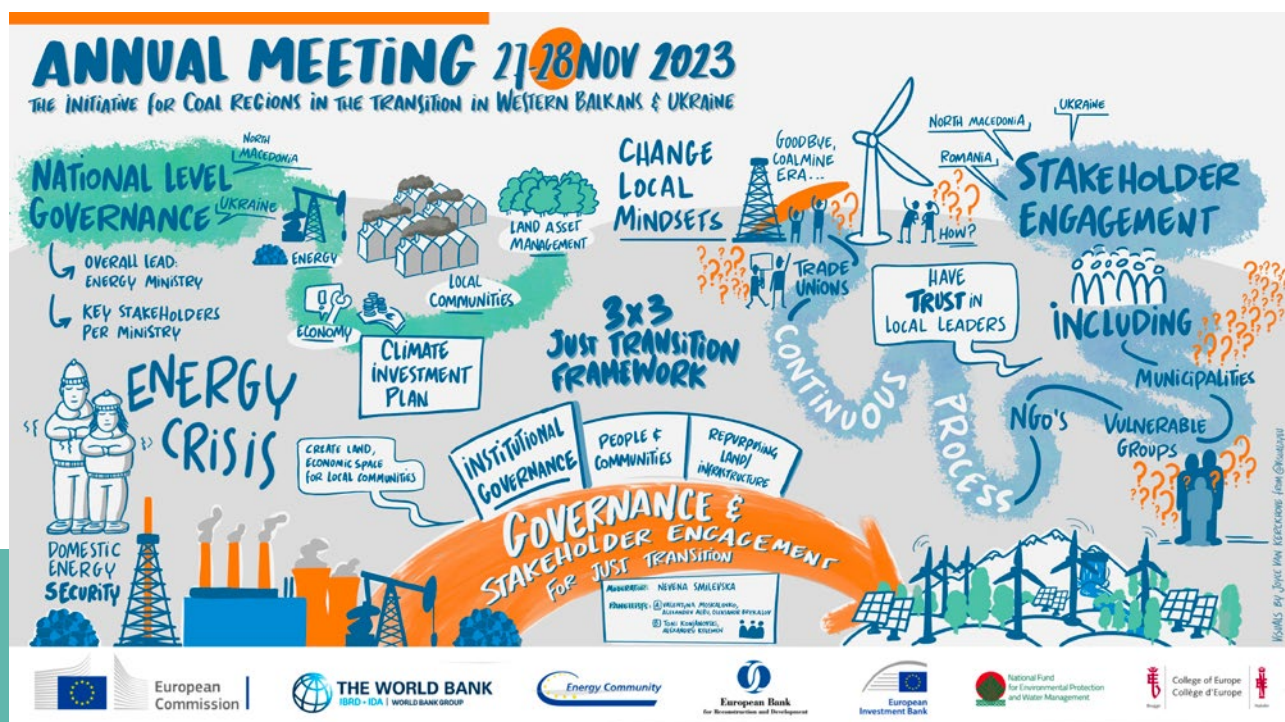 ANNUAL MEETING 27-28 NOV 2023
THE INITIATIVE FOR COAL REGIONS IN THE TRANSITION IN WESTERN BALKANS & UKRAINE
NATIONAL LEVEL
GOVERNANCE
NORTH
MACEDONIA
UKRAINE
OVERALL LEAD:
ENERGY MINISTRY
KEY STAKEHOLDERS
PER MINISTRY
ENERGY
ECONOMY
LOCAL
COMMUNITIES
LAND ASSET
MANAGEMENT
CLIMATE
INVESTMENT
PLAN
ENERGY
CRISIS
DOMESTIC
ENERGY
SECURITY
CREATE LAND,
ECONOMIC SPACE
FOR LOCAL COMMUNITIES
CHANGE
LOCAL
MINDSETS
GOODBYE,
COALMINE
ERA...
HOW?
TRADE
UNIONS
3x3
JUST TRANSITION
FRAMEWORK
INSTITUTIONAL
GOVERNANCE
PEOPLE &
COMMUNITIES
REPURPOSING
LAND/
INFRASTRUCTURE
GOVERNANCE &
STAKEHOLDER ENGAGEMENT
FOR JUST TRANSITION
MODERATOR: NEVENA SMILEVSKA
PANELISTS:
NORTH MACEDONIA
UKRAINE
ROMANIA
STAKEHOLDER
ENGAGEMENT
INCLUDING
MUNICIPALITIES
VULNERABLE
GROUPS
NGO's
HAVE
TRUST IN
LOCAL LEADERS
CONTINUOUS
PROCESS
European
Commission
THE WORLD BANK
IBRD • IDA | WORLD BANK GROUP
Energy Community
European Bank
for Reconstruction and Development
European
Investment Bank
National Fund
for Environmental Protection
and Water Management
College of Europe
Collège d'Europe
Brugge
Natolin